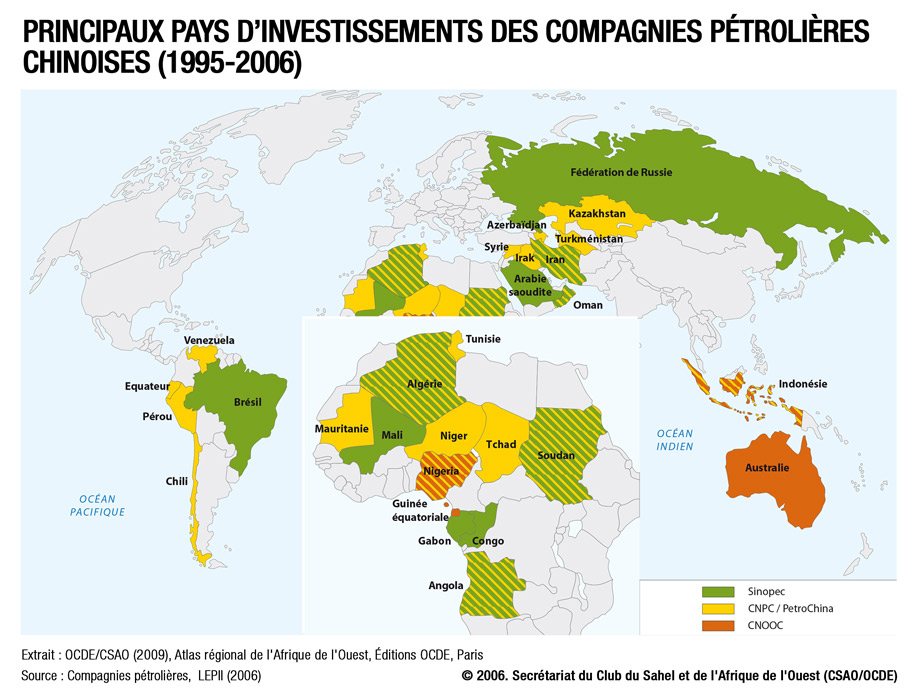 PRINCIPAUX PAYS D'INVESTISSEMENTS DES COMPAGNIES PÉTROLIÈRES
CHINOISES (1995-2006)
Fédération de Russie
Kazakhstan
Azerbaïdjan
Turkménistan
Syrie
Irak
Iran
Arabie
saoudite
Oman
Venezuela
Equateur
Brésil
Pérou
Chili
OCÉAN
PACIFIQUE
Tunisie
Algérie
Mauritanie
Mali
Niger
Tchad
Soudan
Nigeria
Guinée
équatoriale
Gabon
Congo
Angola
Indonésie
OCÉAN
INDIEN
Australie
Sinopec
CNPC / PetroChina
CNOOC
Extrait : OCDE/CSAO (2009), Atlas régional de l'Afrique de l'Ouest, Éditions OCDE, Paris
Source : Compagnies pétrolières, LEPII (2006)
© 2006. Secrétariat du Club du Sahel et de l'Afrique de l'Ouest (CSAO/OCDE)